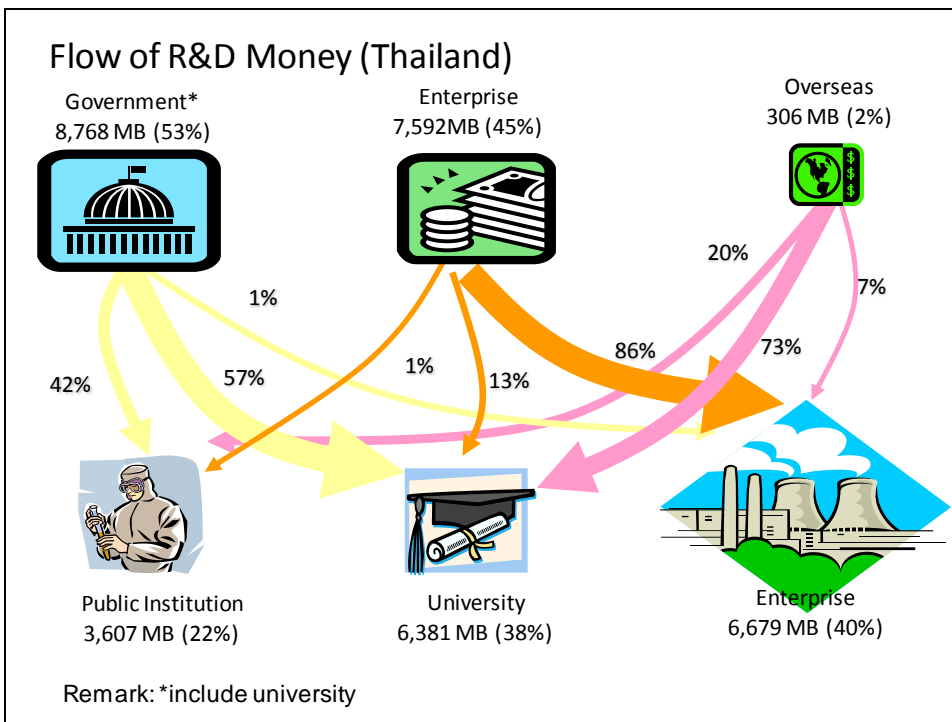 Flow of R&D Money (Thailand)
Government*
8,768 MB (53%)
Enterprise
7,592MB (45%)
Overseas
306 MB (2%)
$
$
$
1%
20%
7%
42%
57%
1%
13%
86%
73%
Public Institution
3,607 MB (22%)
University
6,381 MB (38%)
Enterprise
6,679 MB (40%)
Remark: *include university